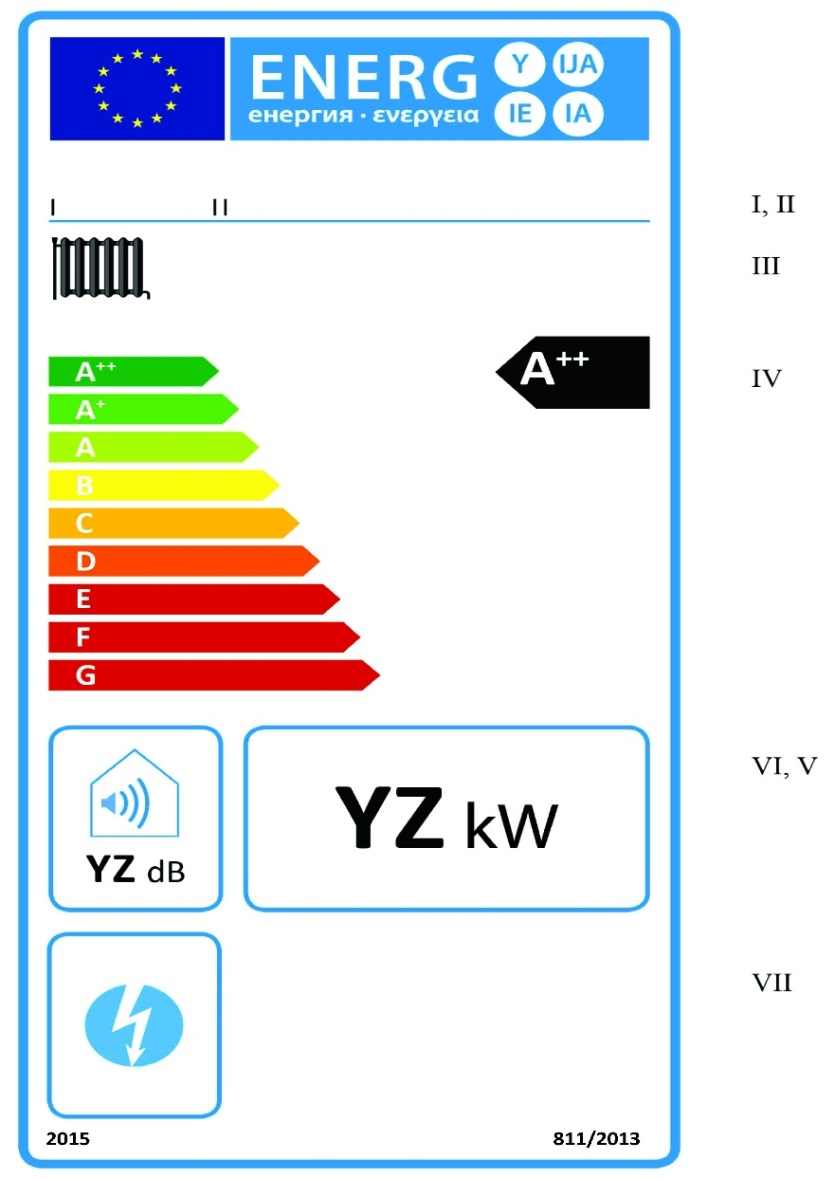 ENERG Y IJA
енергия · ενεργεια IE IA
I II I, II
III
A++ A++ IV
A+
A
B
C
D
E
F
G
YZ kW VI, V
YZ dB
VII
2015 811/2013